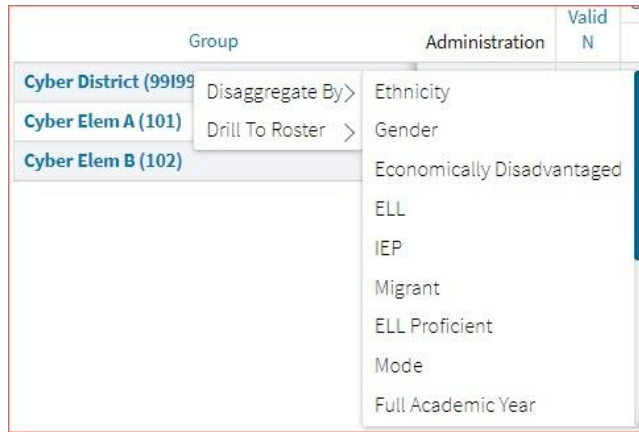 Group
Administration
Valid
N
Cyber District (99I99
Cyber Elem A (101)
Cyber Elem B (102)
Disaggregate By>
Drill To Roster >
Ethnicity
Gender
Economically Disadvantaged
ELL
IEP
Migrant
ELL Proficient
Mode
Full Academic Year